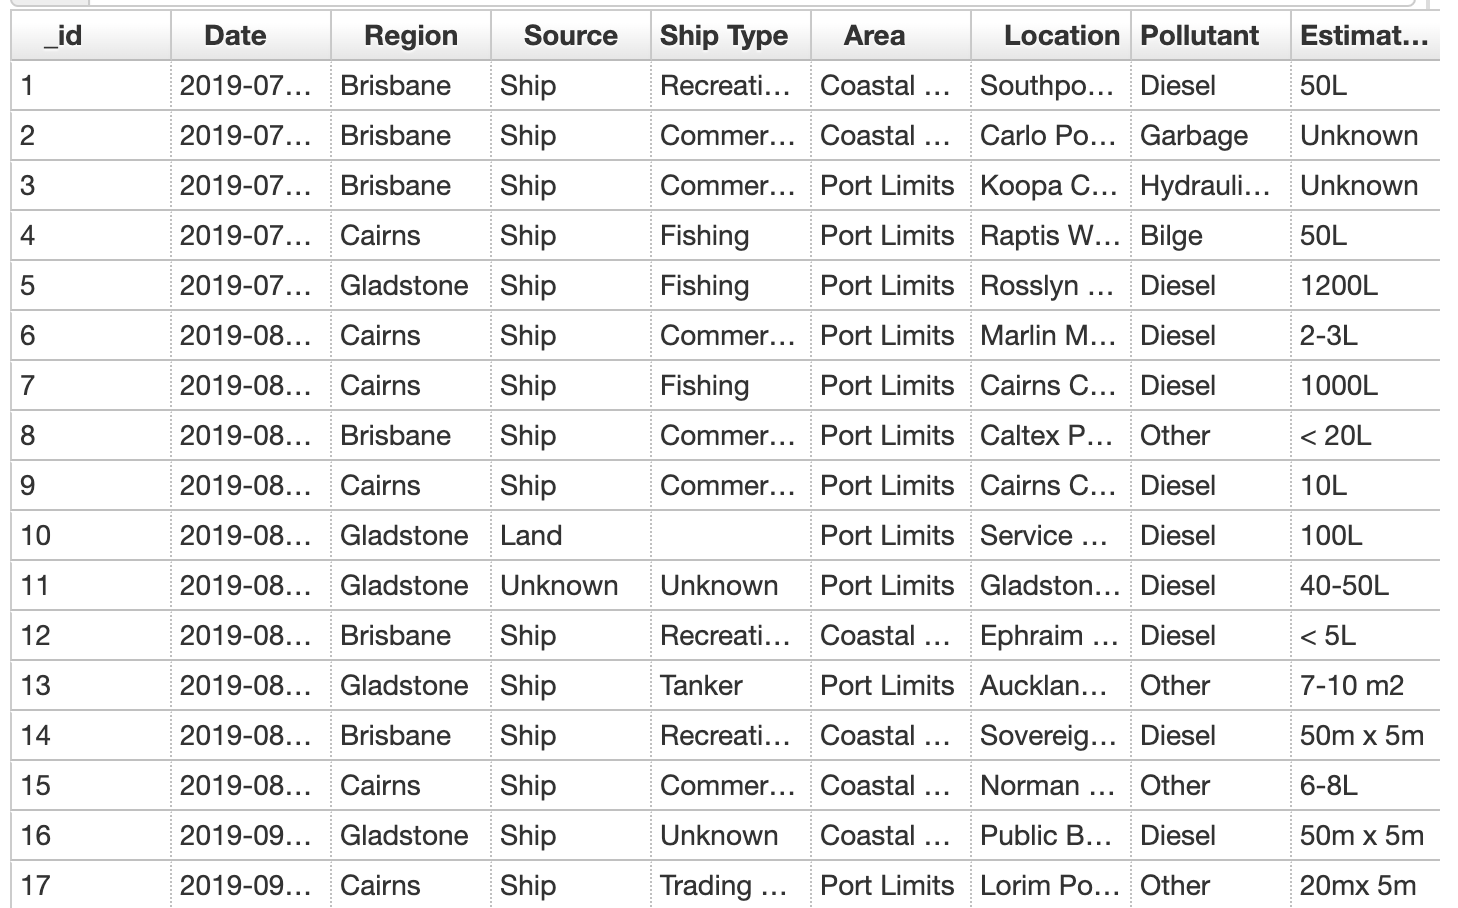 _id Date Region Source Ship Type Area Location Pollutant Estimat...
1 2019-07... Brisbane Ship Recreati... Coastal ... Southpo... Diesel 50L
2 2019-07... Brisbane Ship Commer... Coastal ... Carlo Po... Garbage Unknown
3 2019-07... Brisbane Ship Commer... Port Limits Koopa C... Hydrauli... Unknown
4 2019-07... Cairns Ship Fishing Port Limits Raptis W... Bilge 50L
5 2019-07... Gladstone Ship Fishing Port Limits Rosslyn ... Diesel 1200L
6 2019-08... Cairns Ship Commer... Port Limits Marlin M... Diesel 2-3L
7 2019-08... Cairns Ship Fishing Port Limits Cairns C... Diesel 1000L
8 2019-08... Brisbane Ship Commer... Port Limits Caltex P... Other < 20L
9 2019-08... Cairns Ship Commer... Port Limits Cairns C... Diesel 10L
10 2019-08... Gladstone Land Port Limits Service ... Diesel 100L
11 2019-08... Gladstone Unknown Unknown Port Limits Gladston... Diesel 40-50L
12 2019-08... Brisbane Ship Recreati... Coastal ... Ephraim ... Diesel < 5L
13 2019-08... Gladstone Ship Tanker Port Limits Aucklan... Other 7-10 m2
14 2019-08... Brisbane Ship Recreati... Coastal ... Sovereig... Diesel 50m x 5m
15 2019-08... Cairns Ship Commer... Coastal ... Norman ... Other 6-8L
16 2019-09... Gladstone Ship Unknown Coastal ... Public B... Diesel 50m x 5m
17 2019-09... Cairns Ship Trading ... Port Limits Lorim Po... Other 20mx 5m